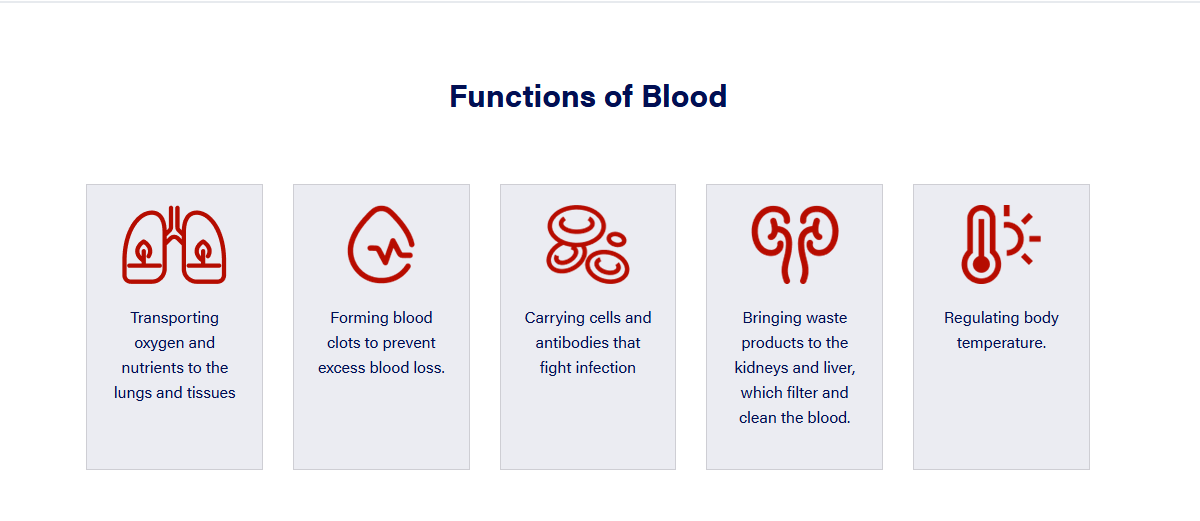 Functions of Blood
Transporting
oxygen and
nutrients to the
lungs and tissues
Forming blood
clots to prevent
excess blood loss.
Carrying cells and
antibodies that
fight infection
Bringing waste
products to the
kidneys and liver,
which filter and
clean the blood.
Regulating body
temperature.